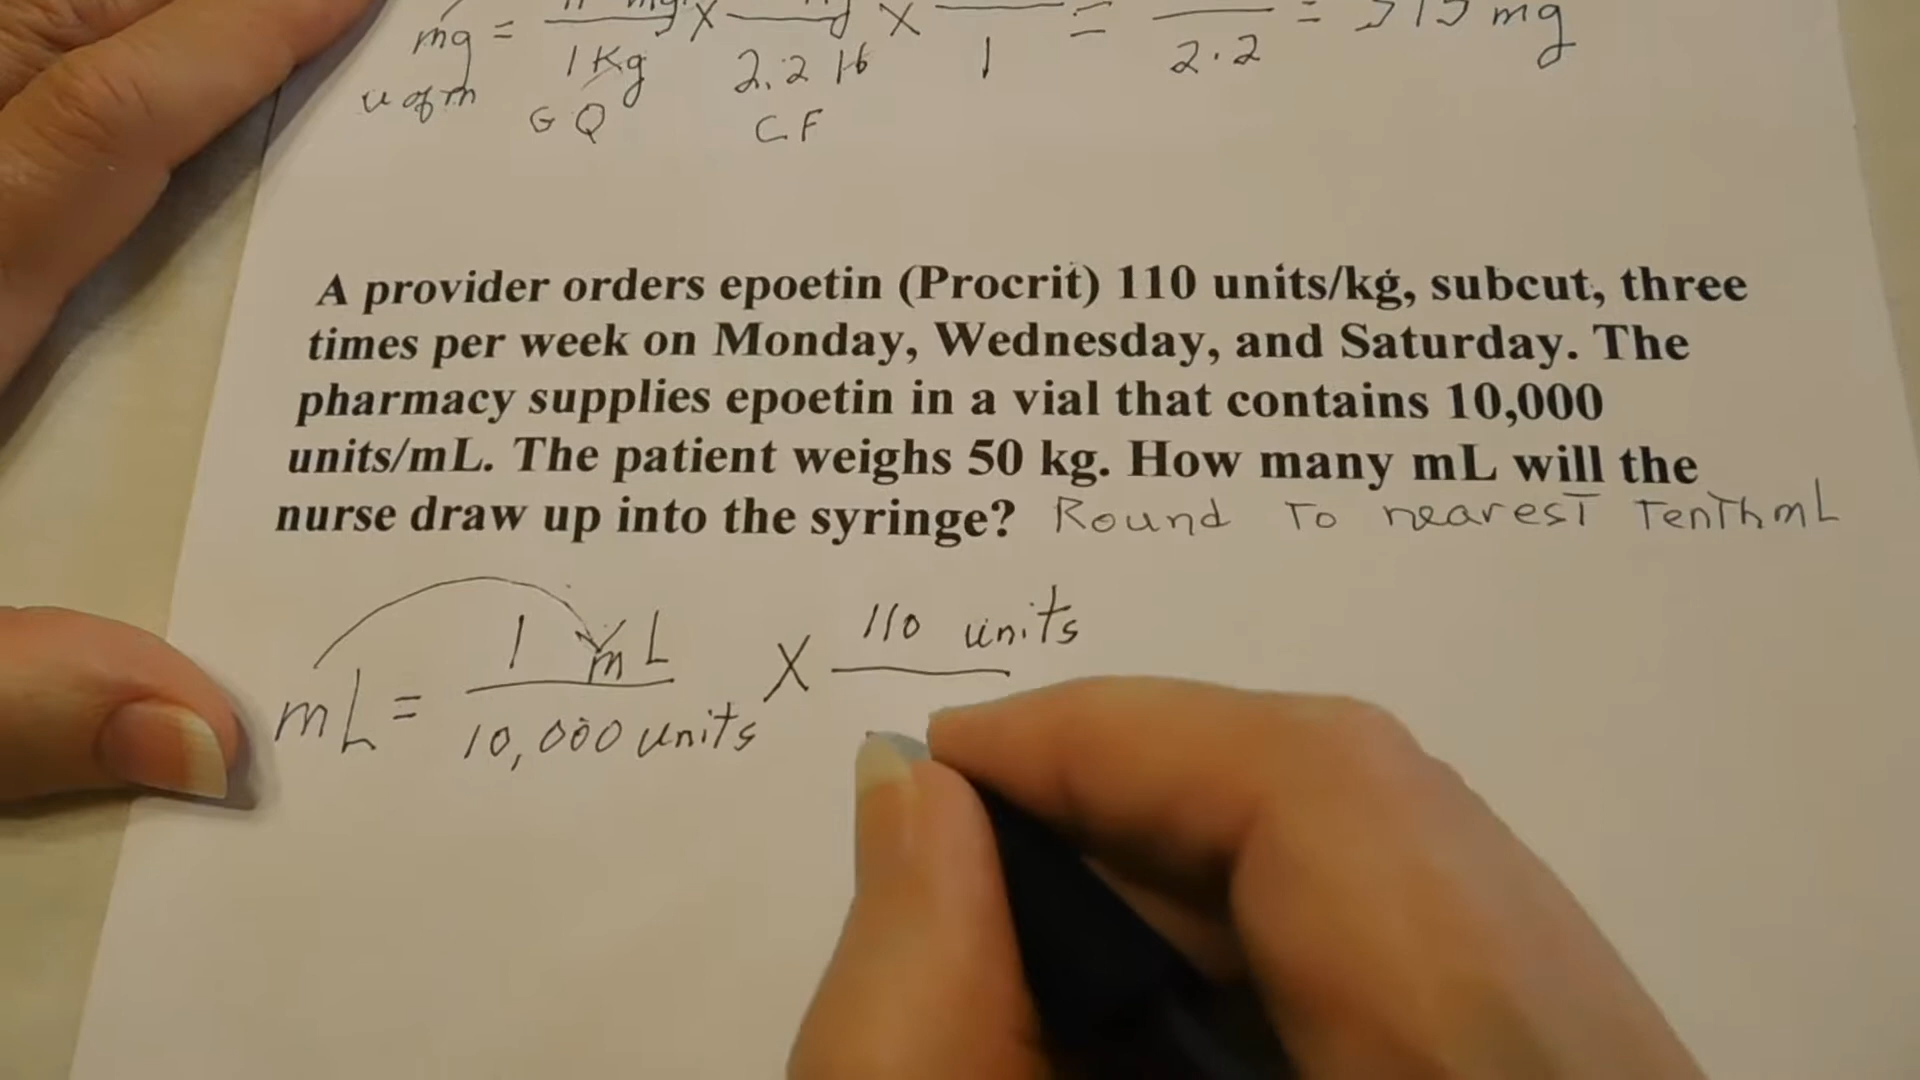 mg = 1 Kg X 2.2 lb X 1 = 2.2 = 315 mg
u of m GQ CF
A provider orders epoetin (Procrit) 110 units/kg, subcut, three
times per week on Monday, Wednesday, and Saturday. The
pharmacy supplies epoetin in a vial that contains 10,000
units/mL. The patient weighs 50 kg. How many mL will the
nurse draw up into the syringe? Round To nearesT TenThmL
1 mL X 110 units
mL = 10,000 units